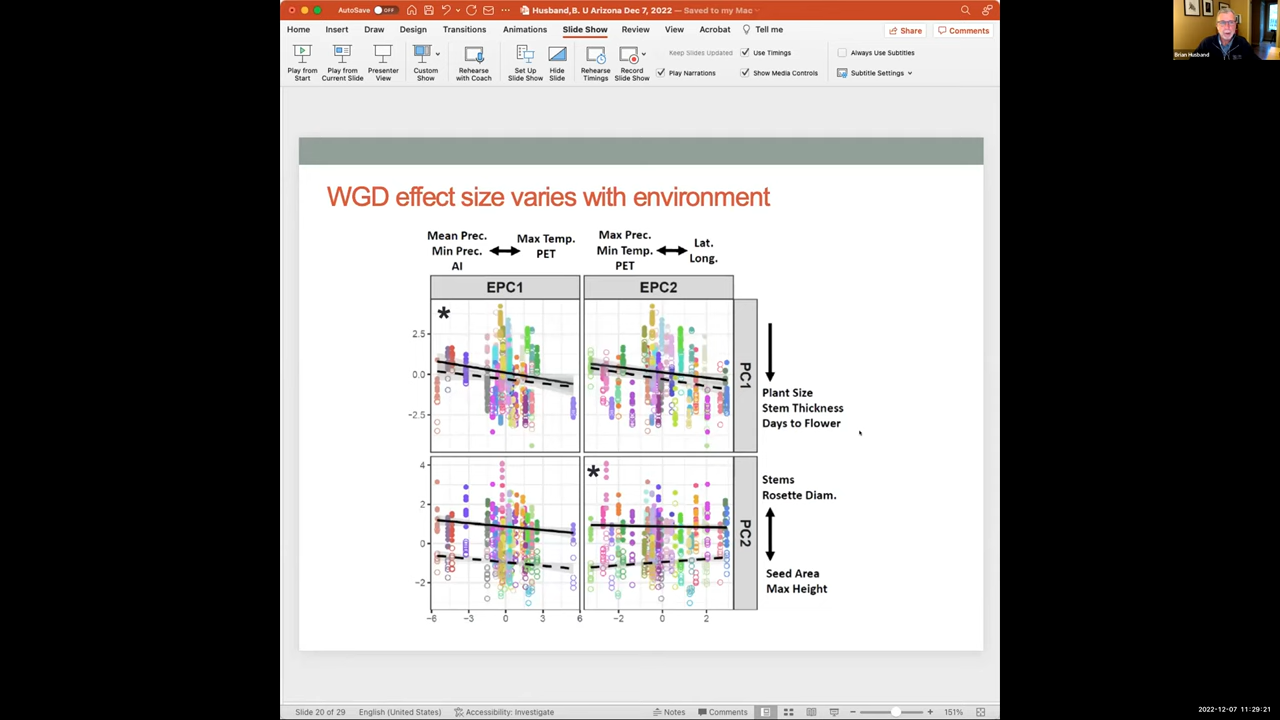 AutoSave OFF
Husband,B. U Arizona Dec 7, 2022 — Saved to my Mac
Home Insert Draw Design Transitions Animations Slide Show Review View Acrobat Tell me
Share Comments
Play from Start
Play from Current Slide
Presenter View
Custom Show
Rehearse with Coach
Set Up Slide Show
Hide Slide
Rehearse Timings
Record Slide Show
Keep Slides Updated
Use Timings
Play Narrations
Show Media Controls
Always Use Subtitles
Subtitle Settings
Brian Husband
WGD effect size varies with environment
Mean Prec.
Min Prec.
AI
Max Temp.
PET
Max Prec.
Min Temp.
PET
Lat.
Long.
EPC1
EPC2
*
2.5
0.0
-2.5
PC1
Plant Size
Stem Thickness
Days to Flower
*
4
2
0
-2
PC2
Stems
Rosette Diam.
Seed Area
Max Height
-6 -3 0 3 6
-2 0 2
Slide 20 of 29 English (United States) Accessibility: Investigate
Notes Comments 151%
2022-12-07 11:29:21